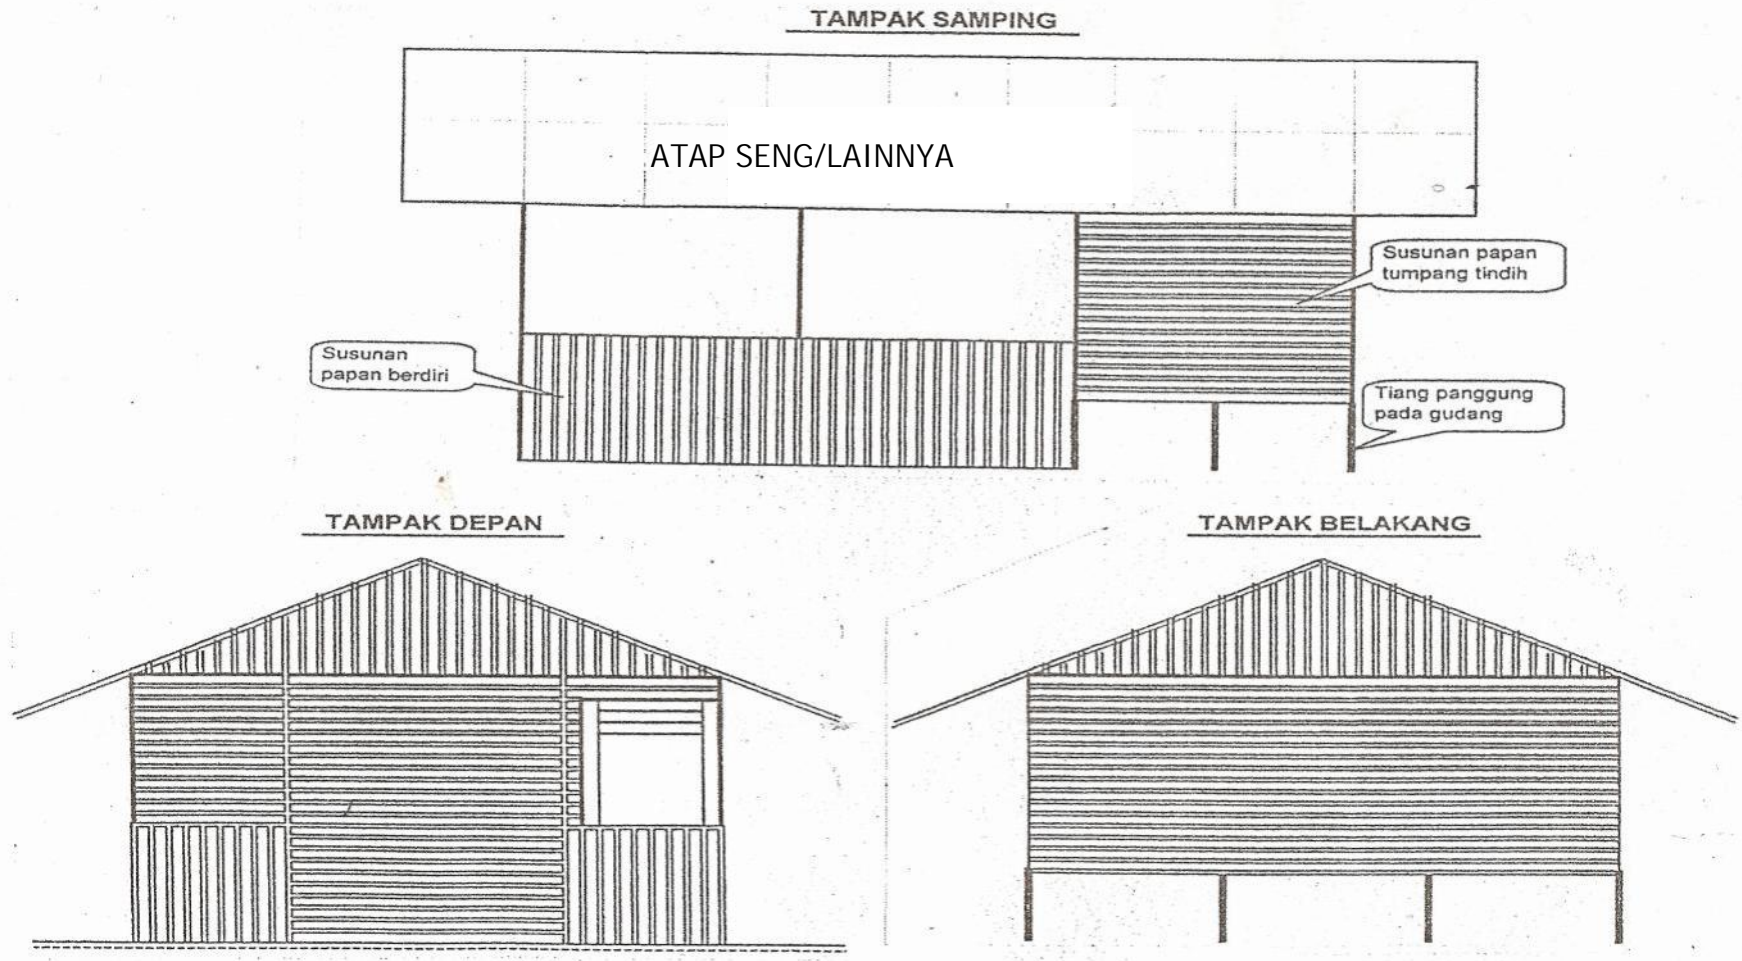 TAMPAK SAMPING
ATAP SENG/LAINNYA
Susunan papan
tumpang tindih
Susunan
papan berdiri
Tiang panggung
pada gudang
TAMPAK DEPAN
TAMPAK BELAKANG